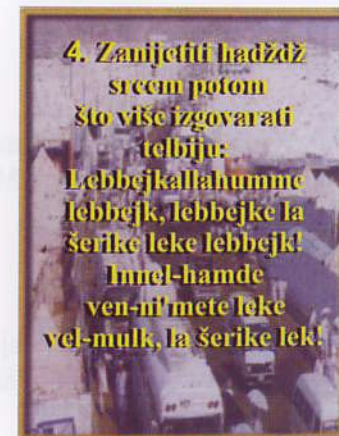 4. Zanijetiti hadždž
srcem potom
što više izgovarati
telbiju:
Lebbejkallahumme
lebbejk, lebbejke la
šerike leke lebbejk!
Innel-hamde
ven-ni'mete leke
vel-mulk, la šerike lek!